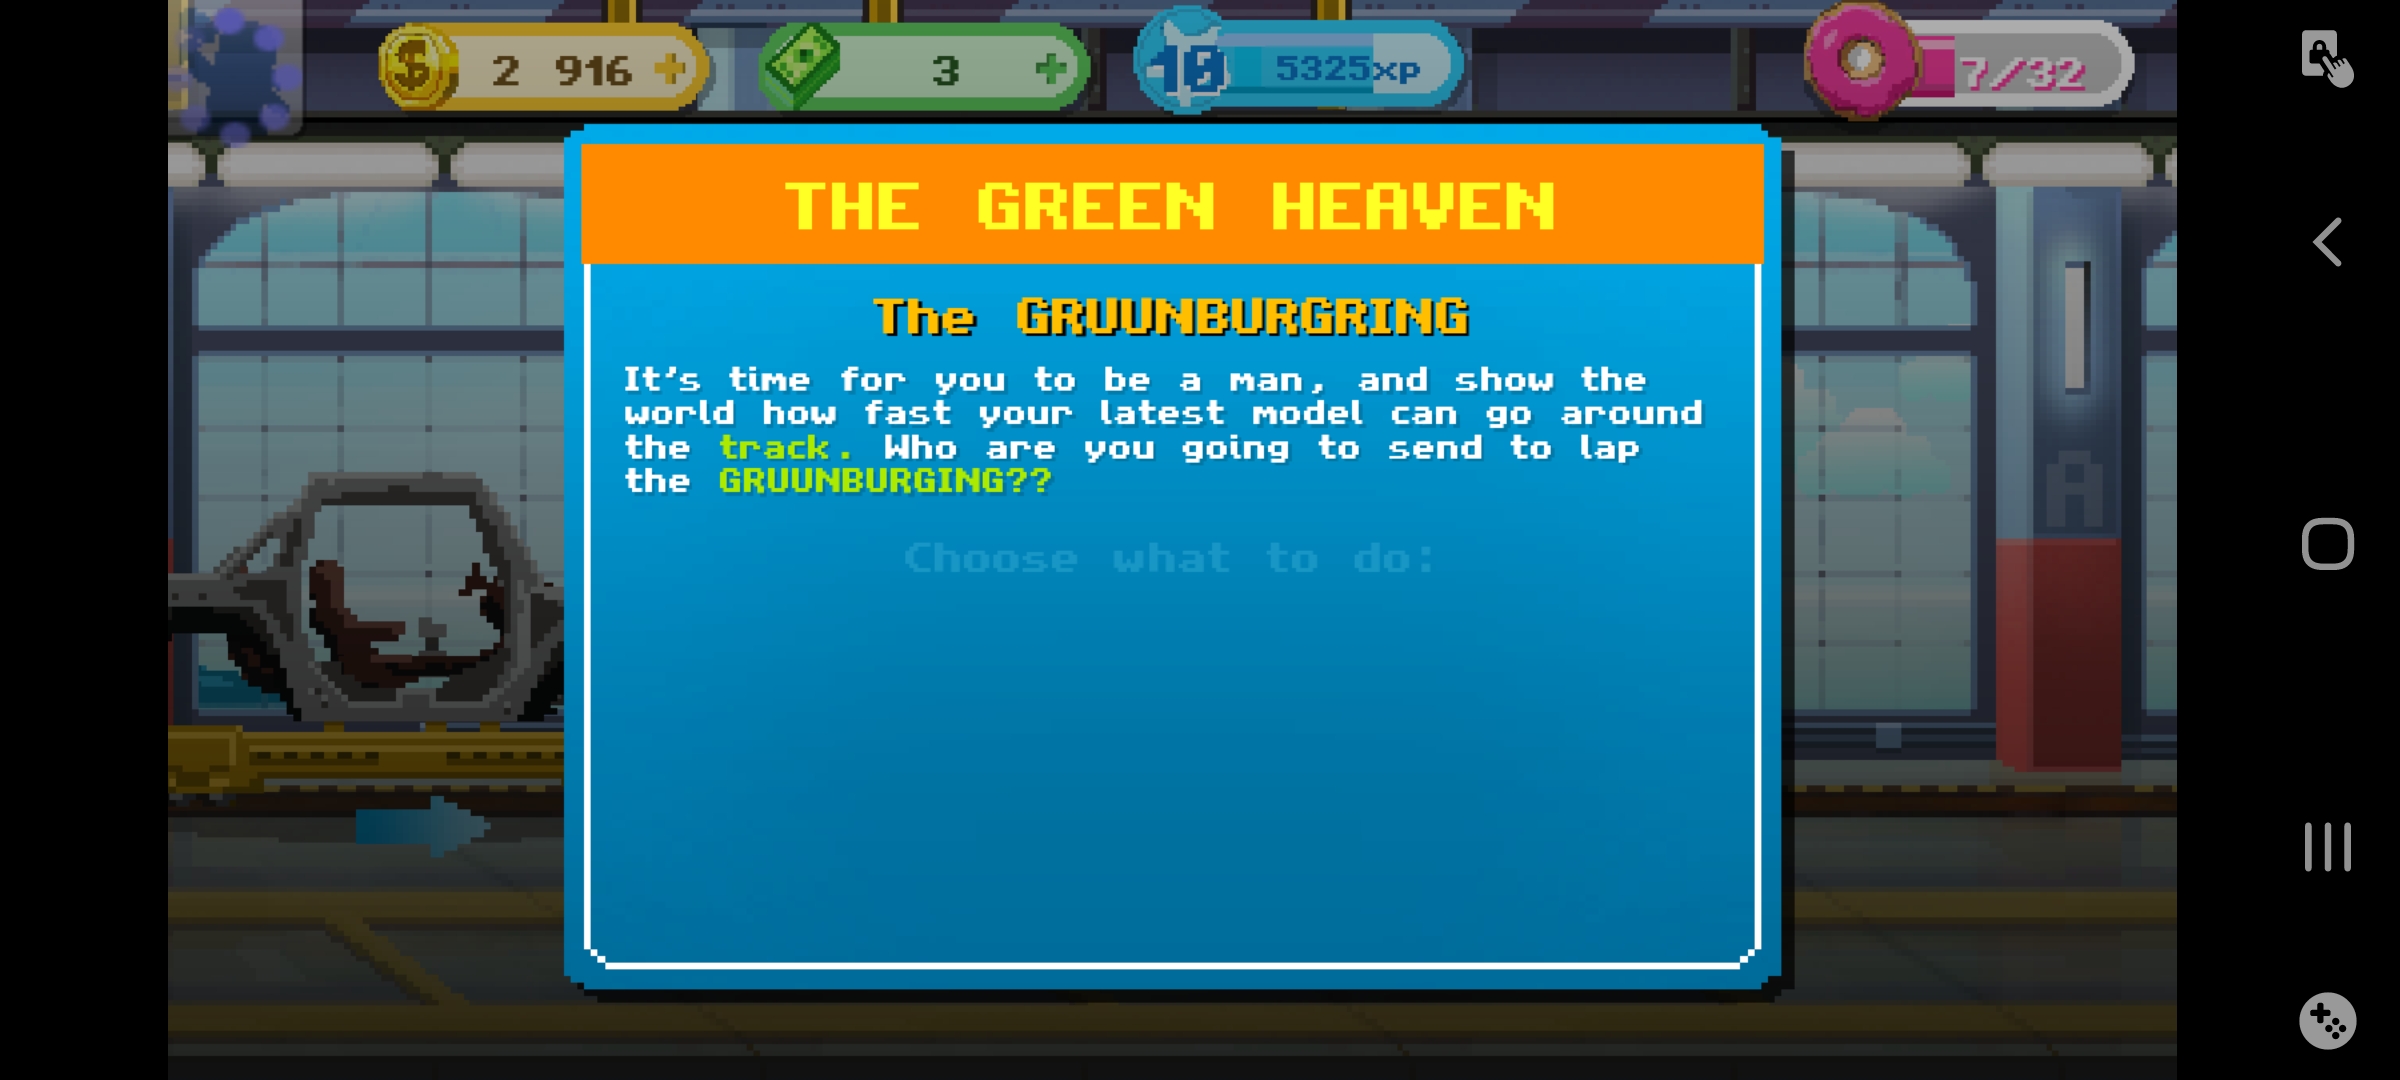 2 916 +
3 +
10 5325xp
7/32
THE GREEN HEAVEN
The GRUUNBURGRING
It's time for you to be a man, and show the
world how fast your latest model can go around
the track. Who are you going to send to lap
the GRUUNBURGING??
Choose what to do:
A